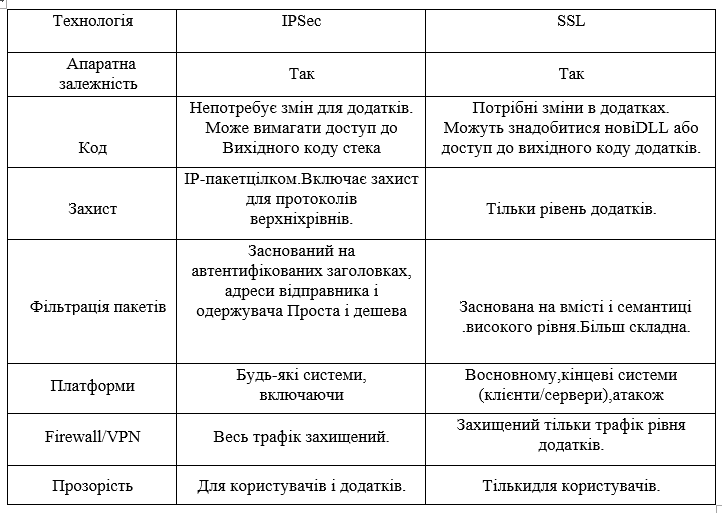 Технологія IPSec SSL
Апаратна
залежність
Так
Так
Код
Непотребує змін для додатків.
Може вимагати доступ до
Вихідного коду стека
Потрібні зміни в додатках.
Можуть знадобитися новіDLL або
доступ до вихідного коду додатків.
Захист
IP-пакетцілком.Включає захист
для протоколів
верхніхрівнів.
Тільки рівень додатків.
Фільтрація пакетів
Заснований на
автентифікованих заголовках,
адреси відправника і
одержувача Проста і дешева
Заснована на вмісті і семантиці
.високого рівня.Більш складна.
Платформи
Будь-які системи,
включаючи
Восновному,кінцеві системи
(клієнти/сервери),атакож
Firewall/VPN
Весь трафік захищений.
Захищений тільки трафік рівня
додатків.
Прозорість
Для користувачів і додатків.
Тількидля користувачів.